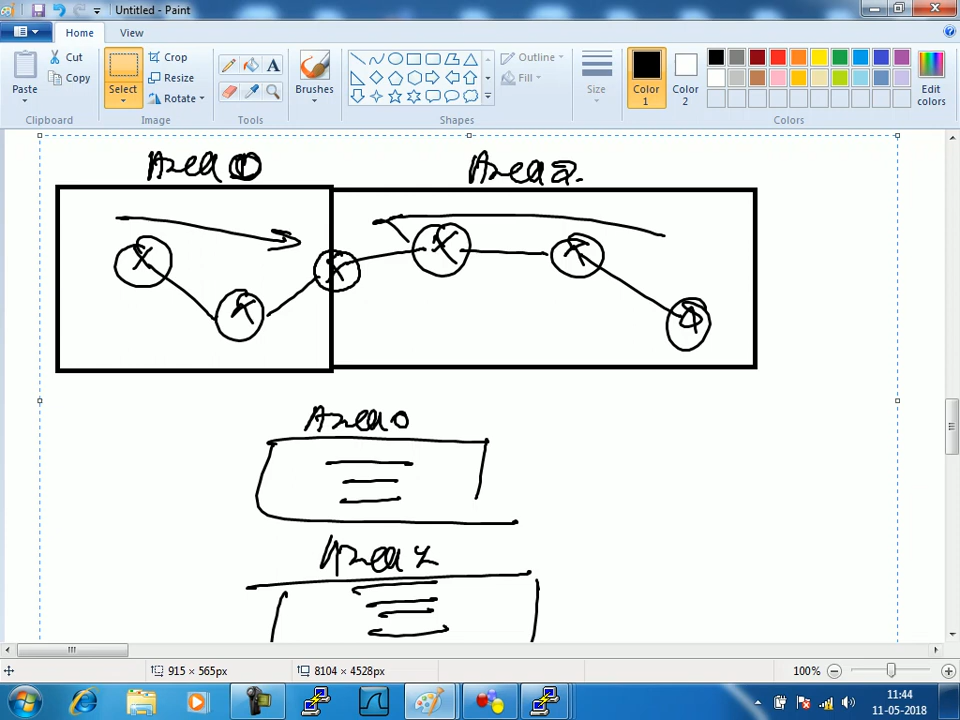 Untitled - Paint
Home
View
Paste
Cut
Copy
Clipboard
Select
Crop
Resize
Rotate
Image
A
Tools
Brushes
Shapes
Outline
Fill
Size
Color 1
Color 2
Edit colors
Colors
Area 0
Area 2.
Area 0
Area 2
915 × 565px
8104 × 4528px
100%
11:44
11-05-2018